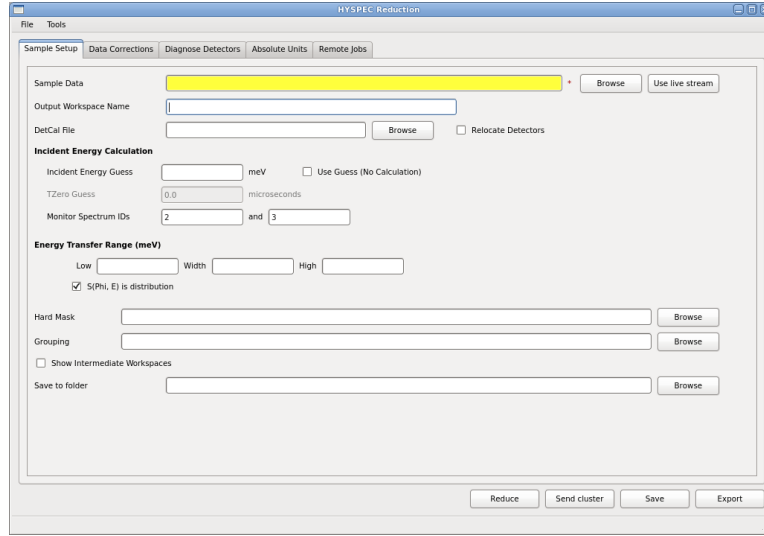 HYSPEC Reduction
File Tools
Sample Setup Data Corrections Diagnose Detectors Absolute Units Remote Jobs
Sample Data * Browse Use live stream
Output Workspace Name
DetCal File Browse Relocate Detectors
Incident Energy Calculation
Incident Energy Guess meV Use Guess (No Calculation)
TZero Guess 0.0 microseconds
Monitor Spectrum IDs 2 and 3
Energy Transfer Range (meV)
Low Width High
S(Phi, E) is distribution
Hard Mask Browse
Grouping Browse
Show Intermediate Workspaces
Save to folder Browse
Reduce Send cluster Save Export